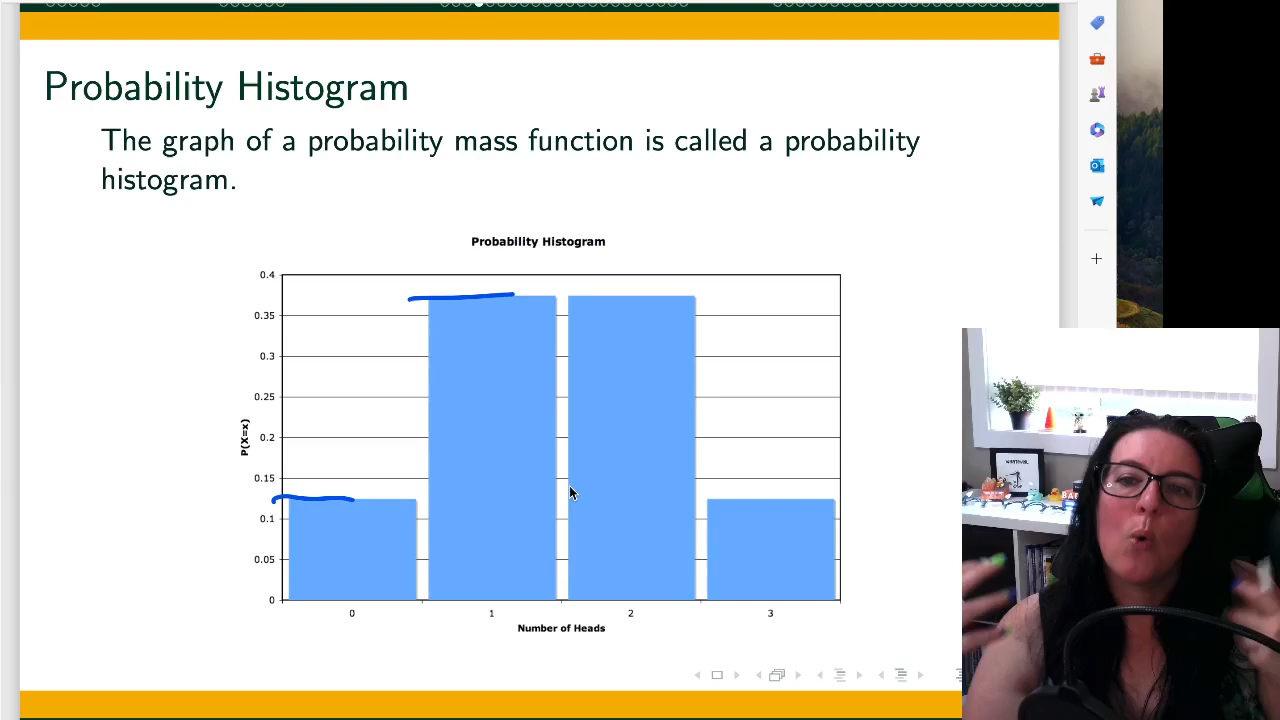 Probability Histogram
The graph of a probability mass function is called a probability
histogram.
Probability Histogram
0.4
0.35
0.3
0.25
0.2
0.15
0.1
0.05
0
P(X=x)
0 1 2 3
Number of Heads